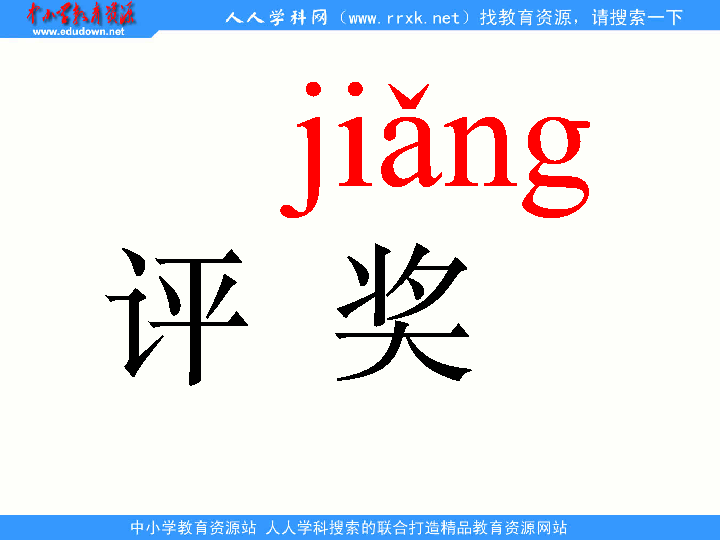 中小学教育资源
www.edudown.net
人人学科网（www.rrxk.net）找教育资源，请搜索一下
jiǎng
评 奖
中小学教育资源站 人人学科搜索的联合打造精品教育资源网站